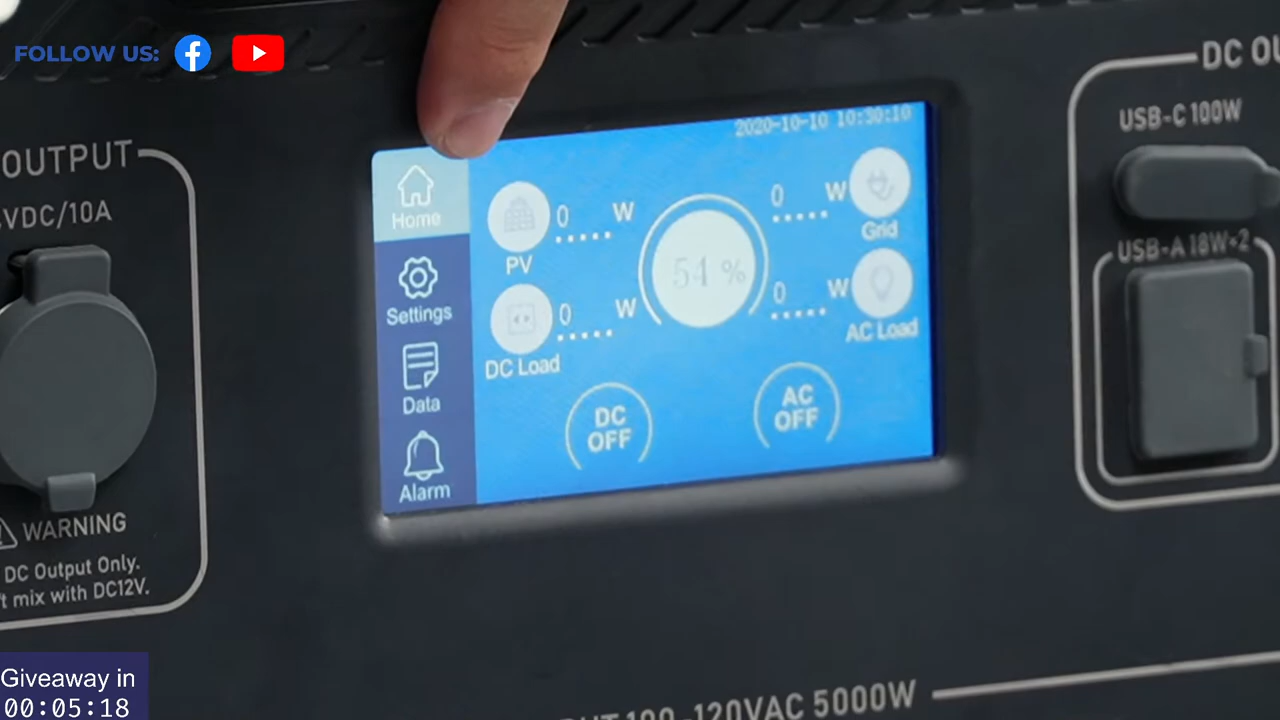 FOLLOW US:
DC OU
USB-C 100W
USB-A 18W*2
OUTPUT
VDC/10A
WARNING
DC Output Only.
mix with DC12V.
2020-10-10 10:30:10
Home
Settings
Data
Alarm
0 W
PV
0 W
DC Load
54 %
0 W
Grid
0 W
AC Load
DC OFF
AC OFF
-120VAC 5000W
Giveaway in
00:05:18